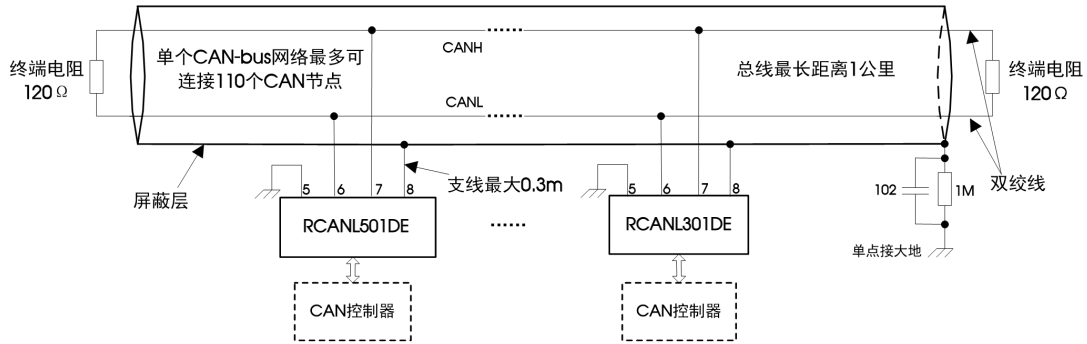 单个CAN-bus网络最多可
连接110个CAN节点
CANH
总线最长距离1公里
终端电阻
120Ω
终端电阻
120Ω
CANL
屏蔽层
支线最大0.3m
双绞线
5 6 7 8
5 6 7 8
102
1M
RCANL501DE
RCANL301DE
单点接大地
CAN控制器
CAN控制器